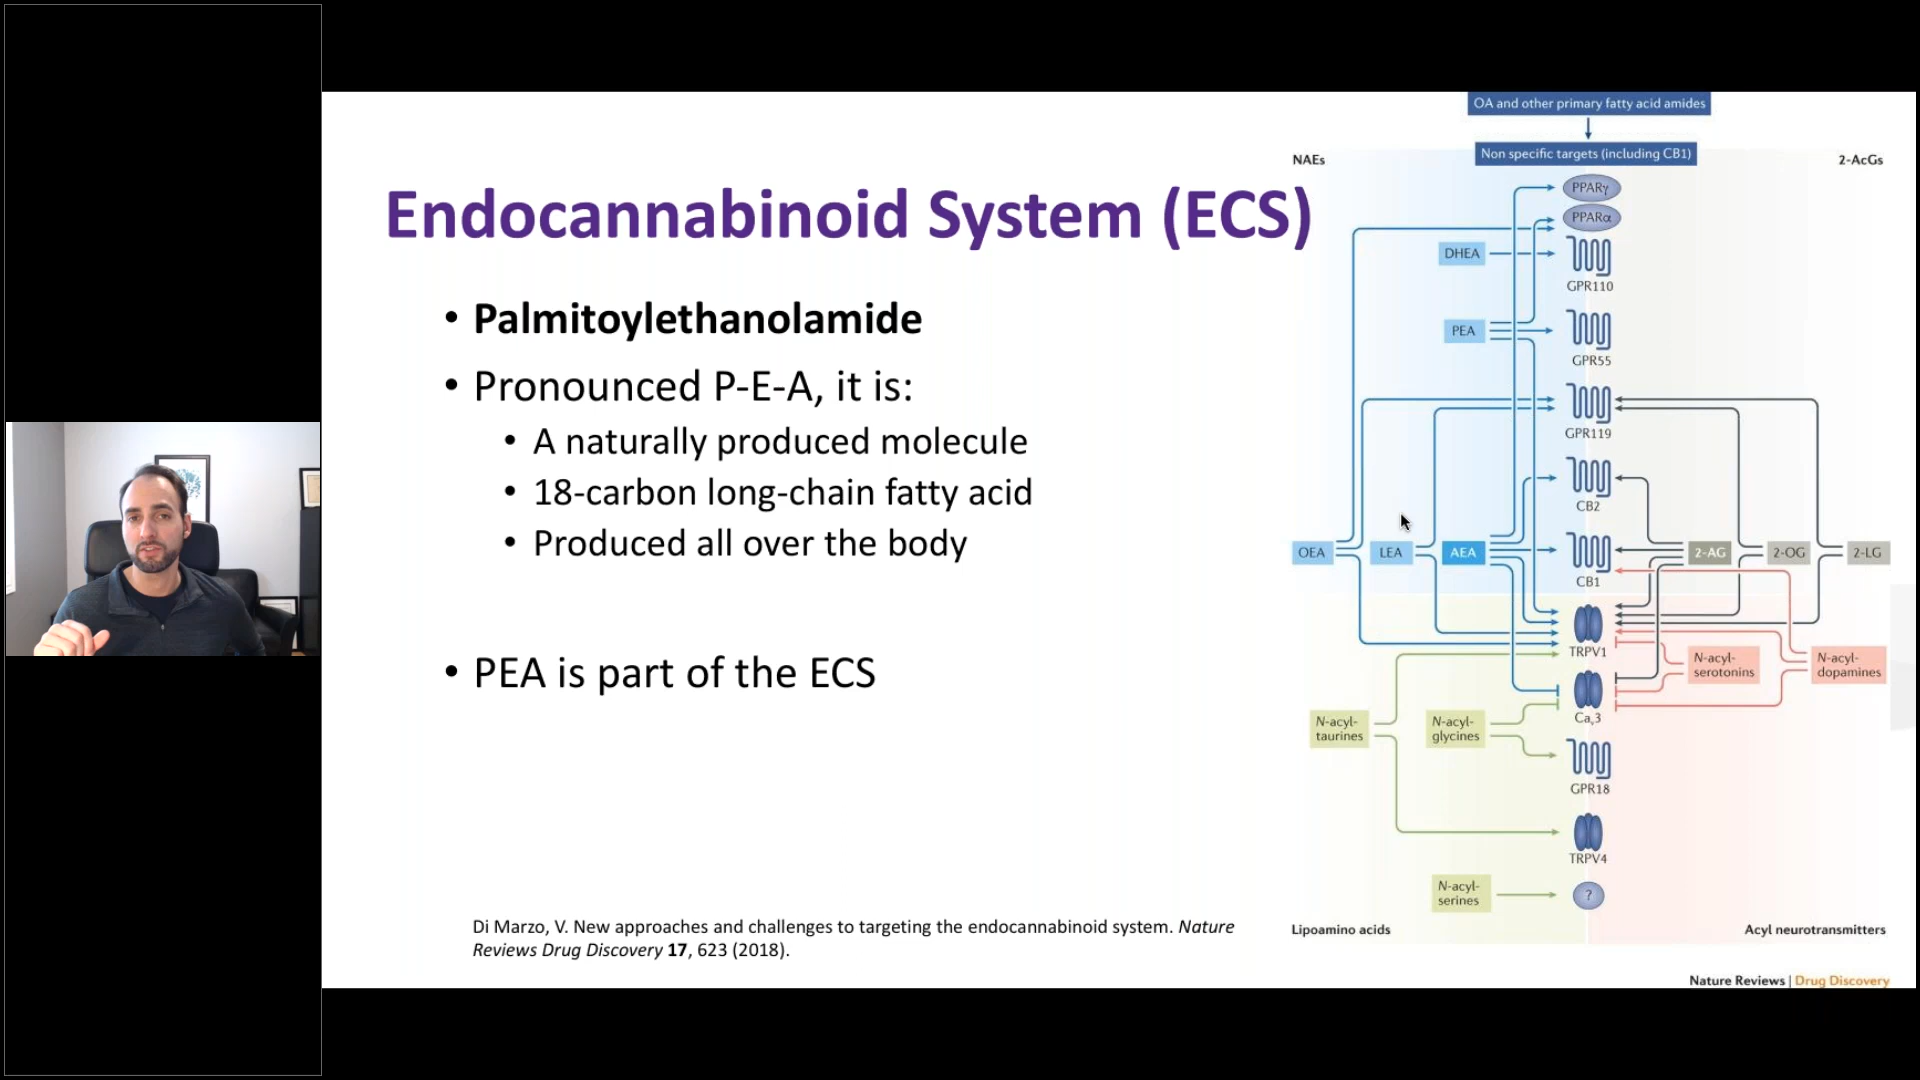 Endocannabinoid System (ECS)
• Palmitoylethanolamide
• Pronounced P-E-A, it is:
• A naturally produced molecule
• 18-carbon long-chain fatty acid
• Produced all over the body
• PEA is part of the ECS
Di Marzo, V. New approaches and challenges to targeting the endocannabinoid system. Nature
Reviews Drug Discovery 17, 623 (2018).
OA and other primary fatty acid amides
Non specific targets (including CB1)
NAEs
2-AcGs
PPARγ
PPARα
DHEA
GPR110
PEA
GPR55
GPR119
CB2
OEA
LEA
AEA
CB1
2-AG
2-OG
2-LG
TRPV1
N-acyl-
serotonins
N-acyl-
dopamines
Cav3
N-acyl-
taurines
N-acyl-
glycines
GPR18
TRPV4
N-acyl-
serines
?
Lipoamino acids
Acyl neurotransmitters
Nature Reviews | Drug Discovery